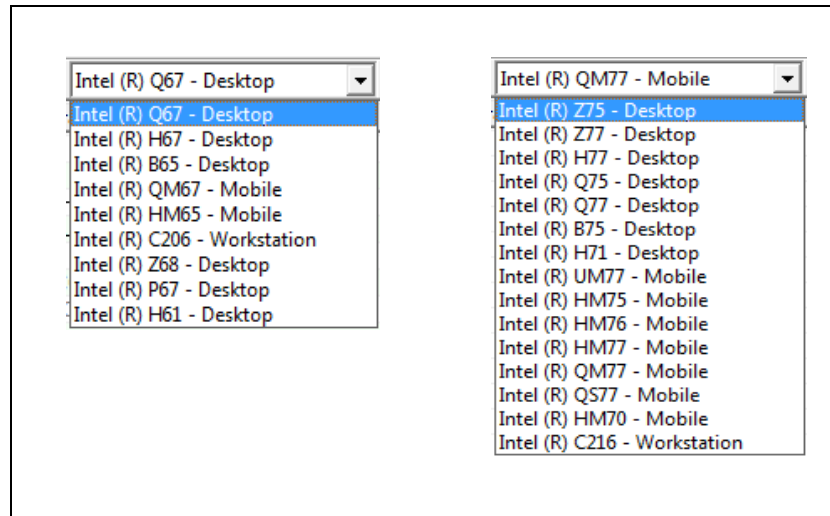 Intel (R) Q67 - Desktop
Intel (R) Q67 - Desktop
Intel (R) H67 - Desktop
Intel (R) B65 - Desktop
Intel (R) QM67 - Mobile
Intel (R) HM65 - Mobile
Intel (R) C206 - Workstation
Intel (R) Z68 - Desktop
Intel (R) P67 - Desktop
Intel (R) H61 - Desktop
Intel (R) QM77 - Mobile
Intel (R) Z75 - Desktop
Intel (R) Z77 - Desktop
Intel (R) H77 - Desktop
Intel (R) Q75 - Desktop
Intel (R) Q77 - Desktop
Intel (R) B75 - Desktop
Intel (R) H71 - Desktop
Intel (R) UM77 - Mobile
Intel (R) HM75 - Mobile
Intel (R) HM76 - Mobile
Intel (R) HM77 - Mobile
Intel (R) QM77 - Mobile
Intel (R) QS77 - Mobile
Intel (R) HM70 - Mobile
Intel (R) C216 - Workstation